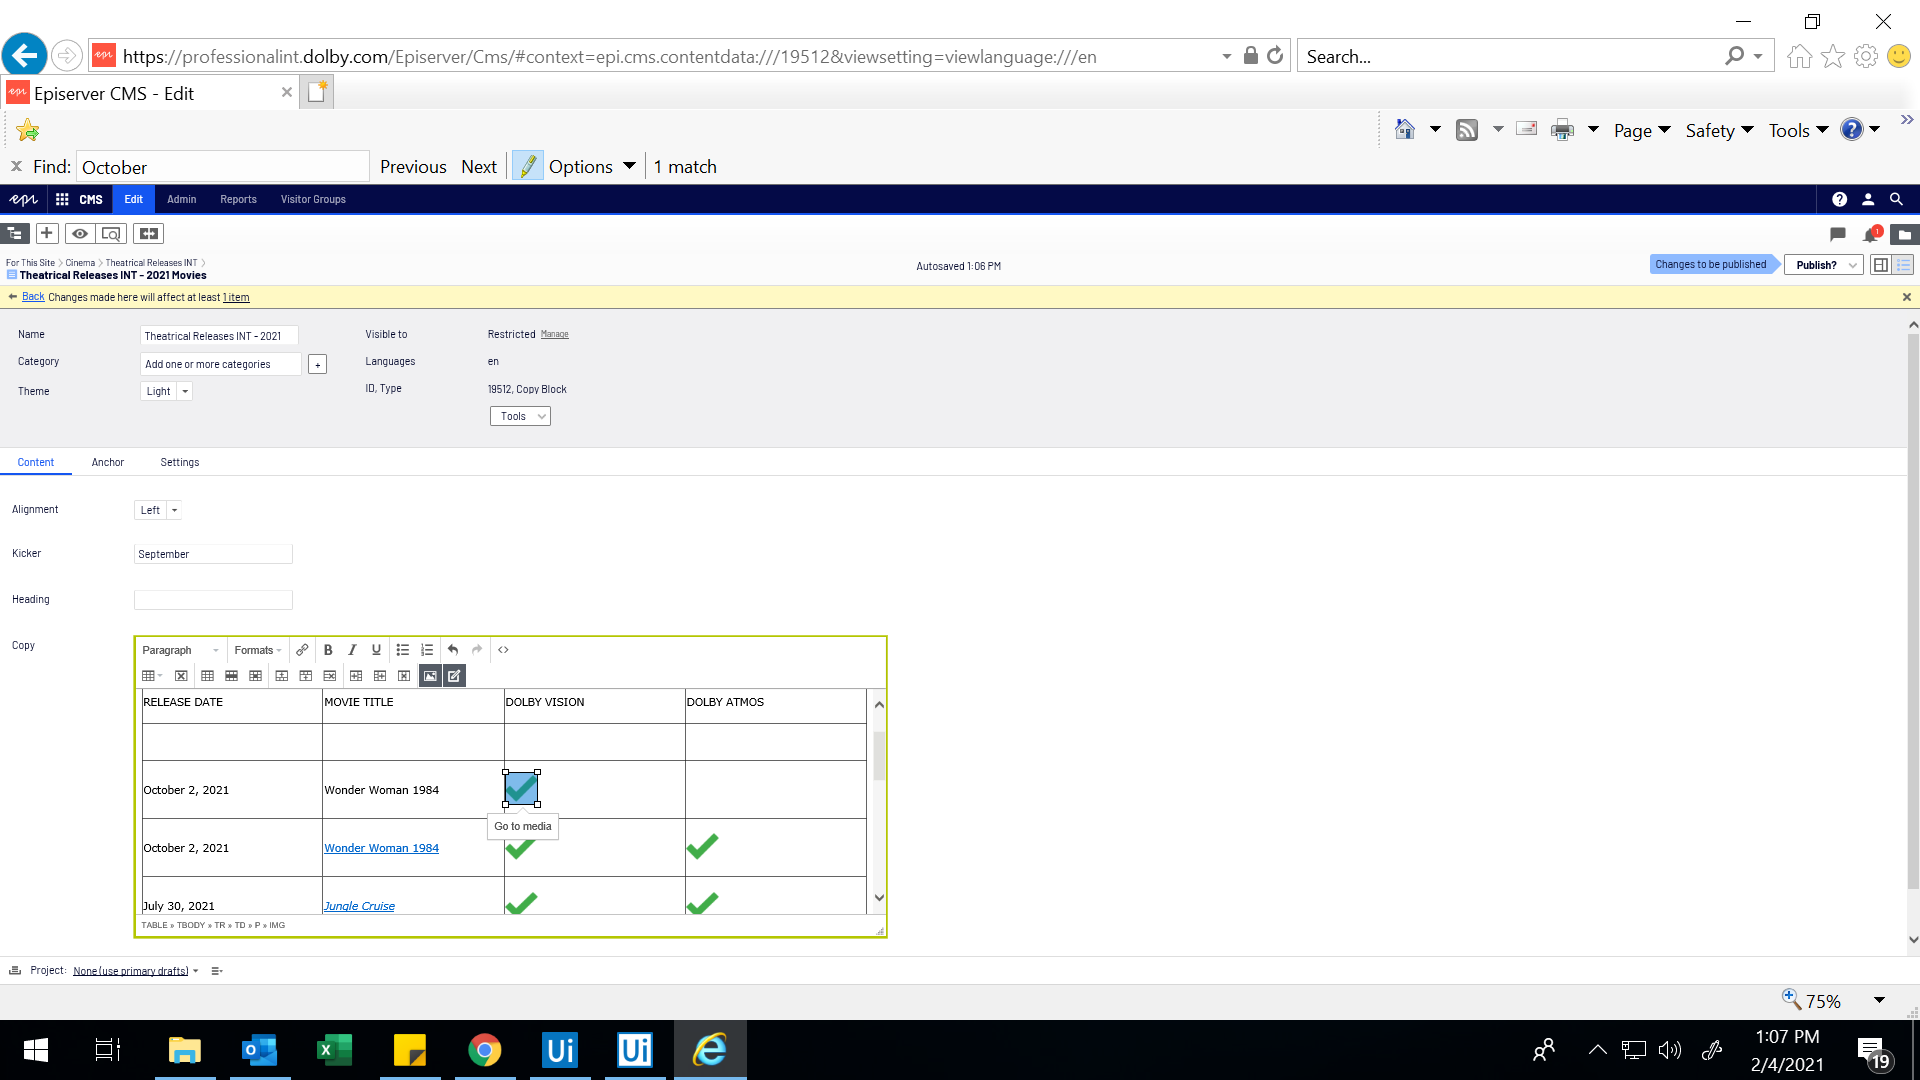 https://professionalint.dolby.com/Episerver/Cms/#context=epi.cms.contentdata:///19512&viewsetting=viewlanguage:///en
Search...
epi Episerver CMS - Edit
Page Safety Tools
Find: October Previous Next Options 1 match
epi CMS Edit Admin Reports Visitor Groups
1
For This Site Cinema Theatrical Releases INT
Theatrical Releases INT - 2021 Movies
Autosaved 1:06 PM
Changes to be published
Publish?
Back Changes made here will affect at least 1 item
Name Theatrical Releases INT - 2021 Visible to Restricted Manage
Category Add one or more categories + Languages en
Theme Light ID, Type 19512, Copy Block
Tools
Content Anchor Settings
Alignment Left
Kicker September
Heading
Copy
Paragraph Formats B I U
RELEASE DATE MOVIE TITLE DOLBY VISION DOLBY ATMOS
October 2, 2021 Wonder Woman 1984
Go to media
October 2, 2021 Wonder Woman 1984
July 30, 2021 Jungle Cruise
TABLE » TBODY » TR » TD » P » IMG
Project: None (use primary drafts)
75%
Ui Ui
1:07 PM
2/4/2021
19